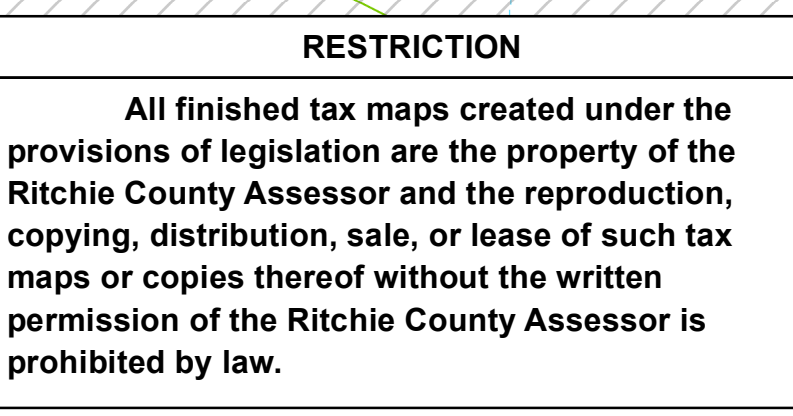 RESTRICTION
All finished tax maps created under the
provisions of legislation are the property of the
Ritchie County Assessor and the reproduction,
copying, distribution, sale, or lease of such tax
maps or copies thereof without the written
permission of the Ritchie County Assessor is
prohibited by law.